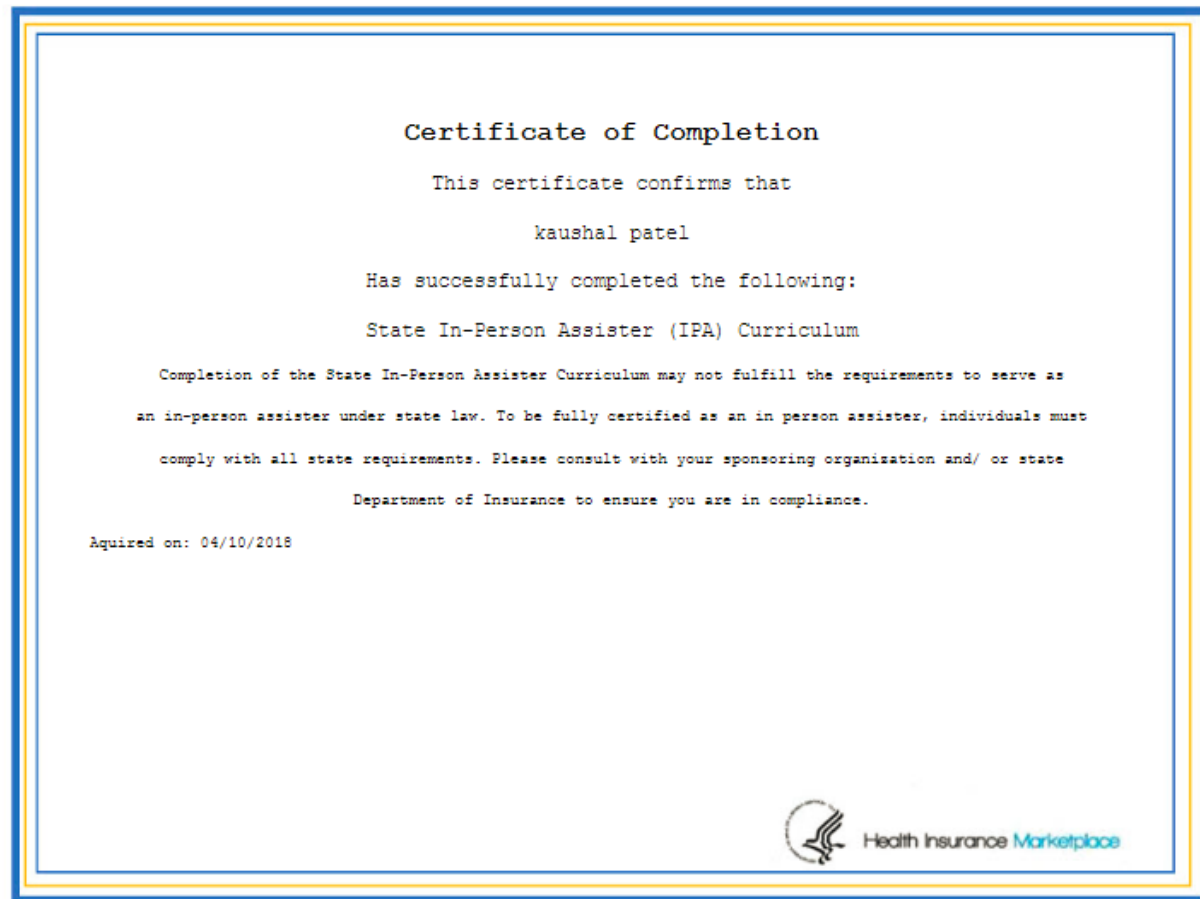 Certificate of Completion
This certificate confirms that
kaushal patel
Has successfully completed the following:
State In-Person Assister (IPA) Curriculum
Completion of the State In-Person Assister Curriculum may not fulfill the requirements to serve as
an in-person assister under state law. To be fully certified as an in person assister, individuals must
comply with all state requirements. Please consult with your sponsoring organization and/ or state
Department of Insurance to ensure you are in compliance.
Aquired on: 04/10/2018
Health Insurance Marketplace